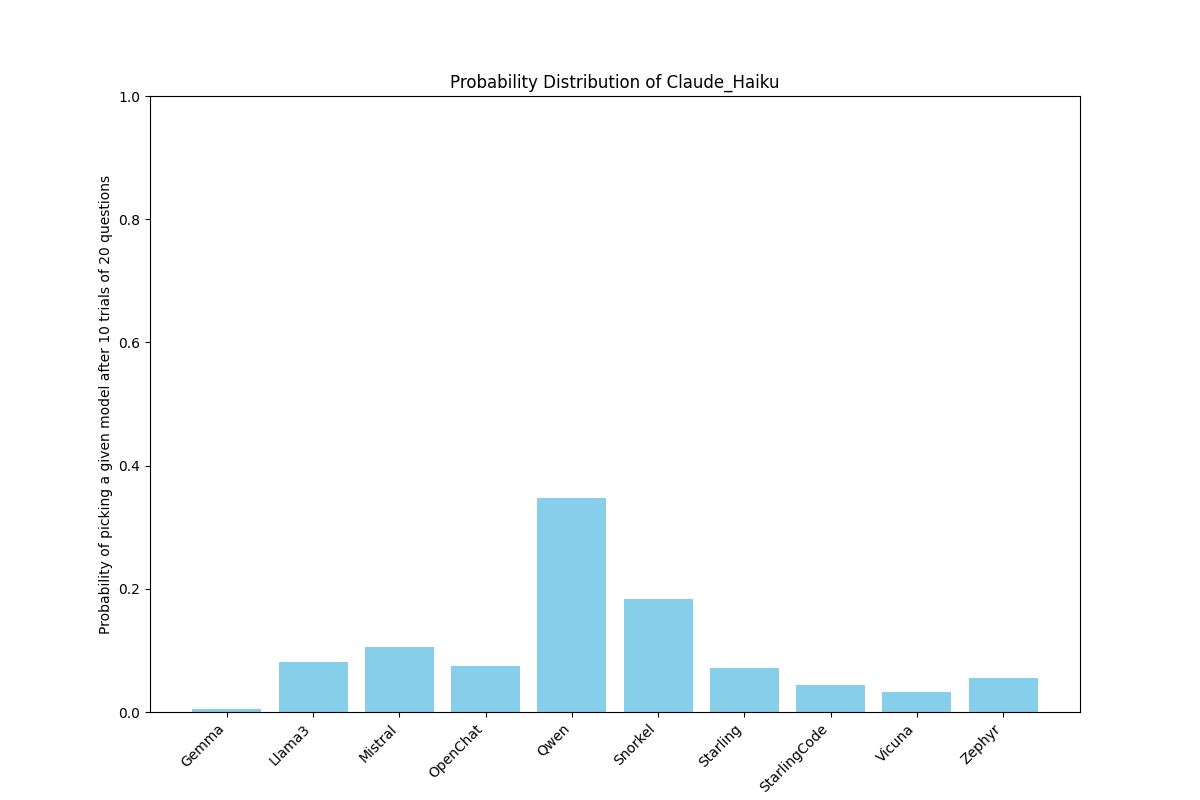 Probability Distribution of Claude_Haiku
Probability of picking a given model after 10 trials of 20 questions
1.0
0.8
0.6
0.4
0.2
0.0
Gemma
Llama3
Mistral
OpenChat
Qwen
Snorkel
Starling
StarlingCode
Vicuna
Zephyr